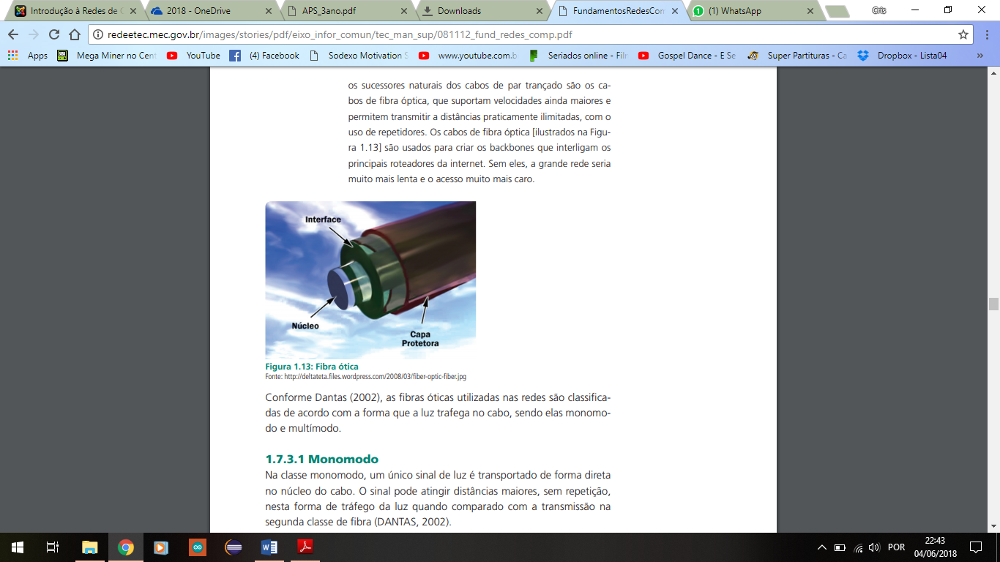 Introdução à Redes de C
2018 - OneDrive
APS_3ano.pdf
Downloads
FundamentosRedesCom
(1) WhatsApp
Cris
redeetec.mec.gov.br/images/stories/pdf/eixo_infor_comun/tec_man_sup/081112_fund_redes_comp.pdf
Apps
Mega Miner no Cent
YouTube
(4) Facebook
Sodexo Motivation S
www.youtube.com.b
Seriados online - Film
Gospel Dance - E Se
Super Partituras - Ca
Dropbox - Lista04
»
os sucessores naturais dos cabos de par trançado são os ca-
bos de fibra óptica, que suportam velocidades ainda maiores e
permitem transmitir a distâncias praticamente ilimitadas, com o
uso de repetidores. Os cabos de fibra óptica [ilustrados na Figu-
ra 1.13] são usados para criar os backbones que interligam os
principais roteadores da internet. Sem eles, a grande rede seria
muito mais lenta e o acesso muito mais caro.
Interface
Núcleo
Capa
Protetora
Figura 1.13: Fibra ótica
Fonte: http://deltateta.files.wordpress.com/2008/03/fiber-optic-fiber.jpg
Conforme Dantas (2002), as fibras óticas utilizadas nas redes são classifica-
das de acordo com a forma que a luz trafega no cabo, sendo elas monomo-
do e multímodo.
1.7.3.1 Monomodo
Na classe monomodo, um único sinal de luz é transportado de forma direta
no núcleo do cabo. O sinal pode atingir distâncias maiores, sem repetição,
nesta forma de tráfego da luz quando comparado com a transmissão na
segunda classe de fibra (DANTAS, 2002).
POR
22:43
04/06/2018